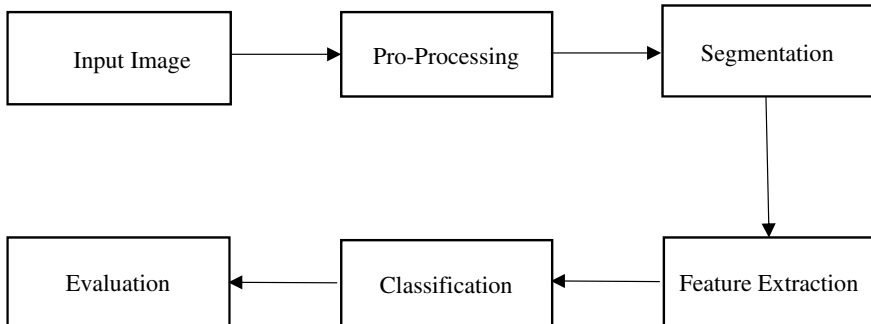 Input Image
Pro-Processing
Segmentation
Feature Extraction
Classification
Evaluation